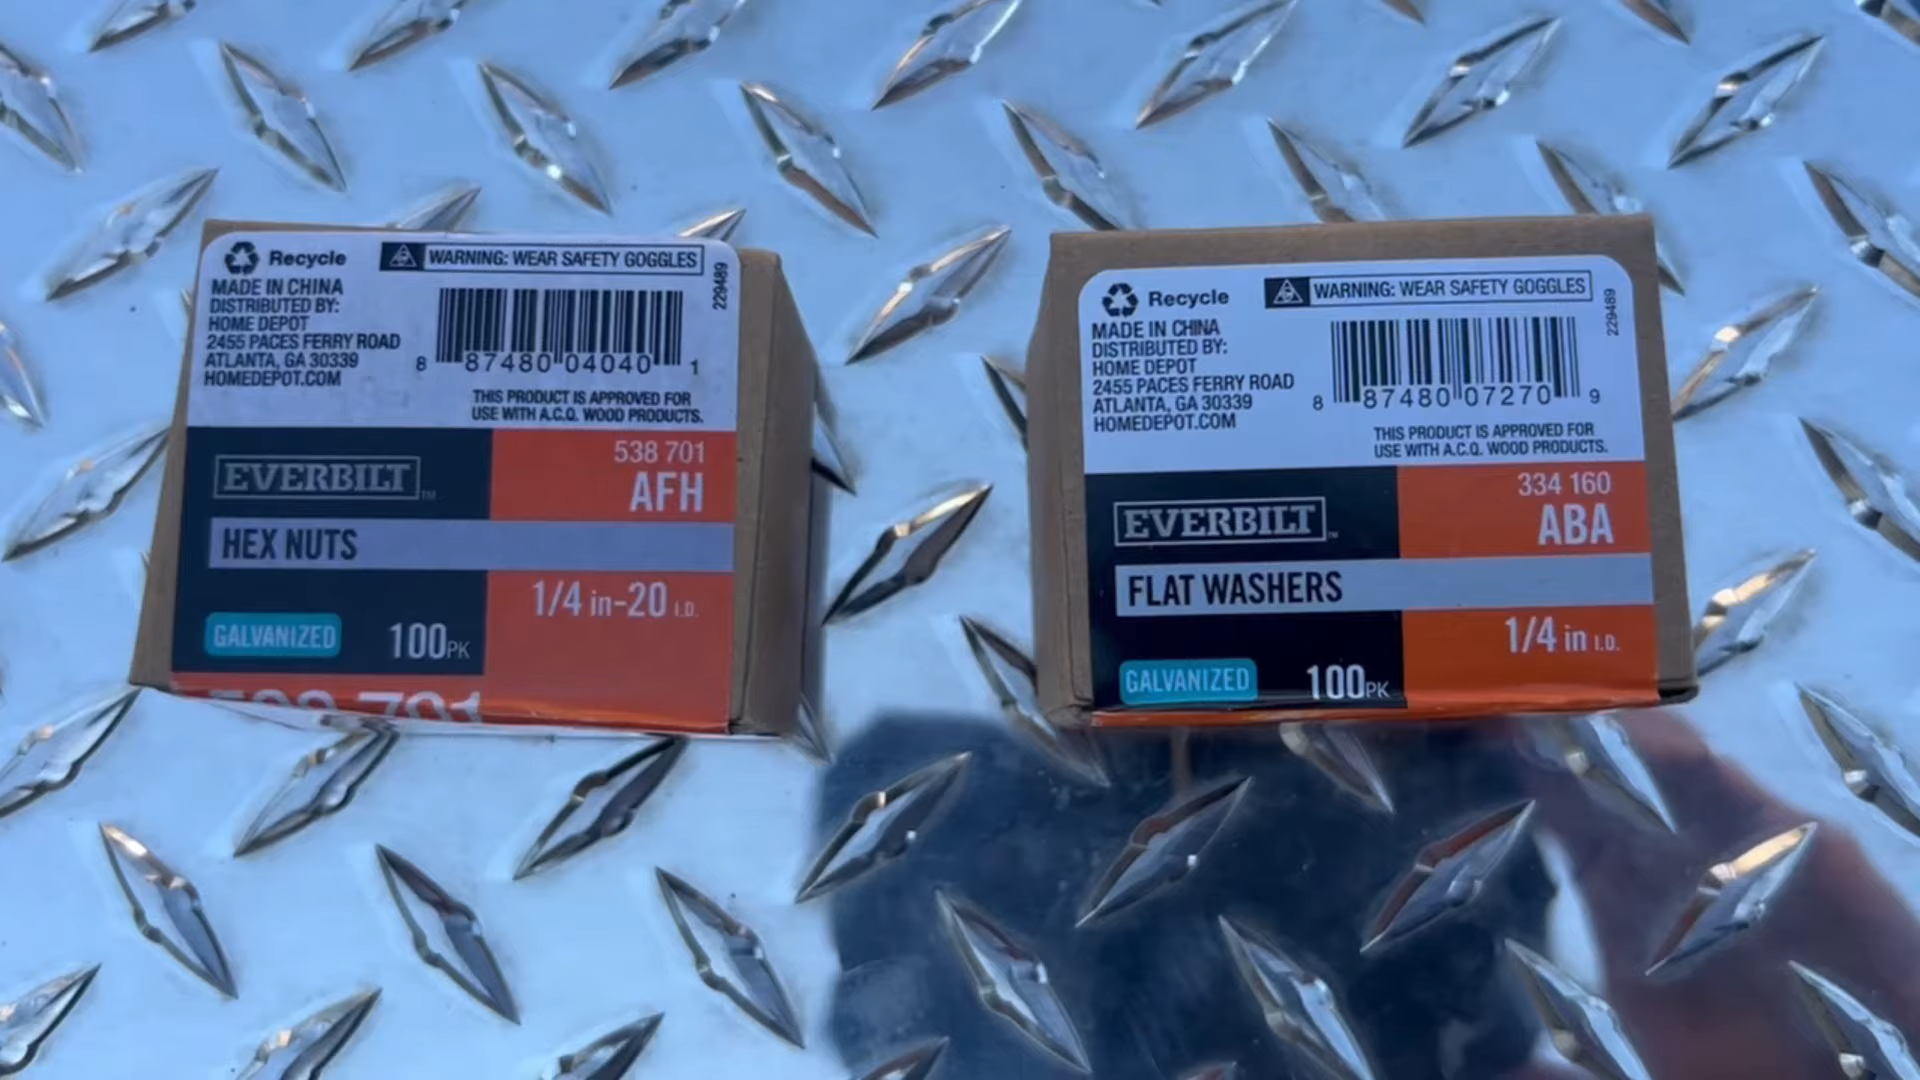 Recycle
WARNING: WEAR SAFETY GOGGLES
MADE IN CHINA
DISTRIBUTED BY:
HOME DEPOT
2455 PACES FERRY ROAD
ATLANTA, GA 30339
HOMEDEPOT.COM
229489
8 87480 04040 1
THIS PRODUCT IS APPROVED FOR
USE WITH A.C.Q. WOOD PRODUCTS.
EVERBILT™
538 701
AFH
HEX NUTS
1/4 in-20 I.D.
GALVANIZED
100PK
538 701
Recycle
WARNING: WEAR SAFETY GOGGLES
MADE IN CHINA
DISTRIBUTED BY:
HOME DEPOT
2455 PACES FERRY ROAD
ATLANTA, GA 30339
HOMEDEPOT.COM
229489
8 87480 07270 9
THIS PRODUCT IS APPROVED FOR
USE WITH A.C.Q. WOOD PRODUCTS.
EVERBILT™
334 160
ABA
FLAT WASHERS
1/4 in I.D.
GALVANIZED
100PK